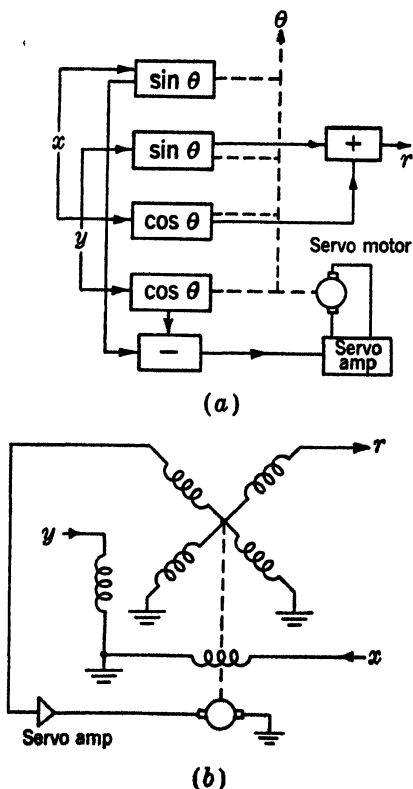 θ
sin θ
x
sin θ
+
r
y
cos θ
Servo motor
cos θ
−
Servo
amp
(a)
r
y
x
Servo amp
(b)